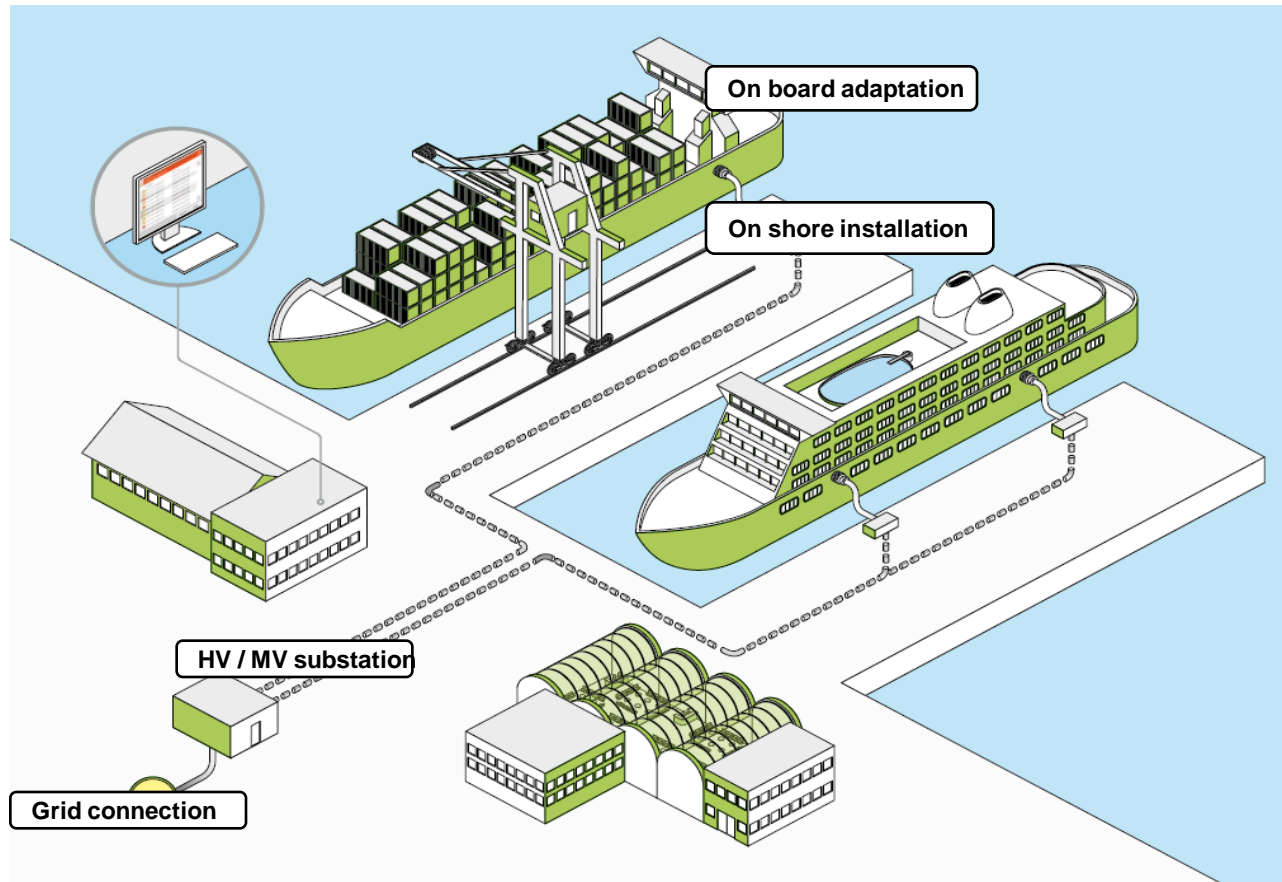 On board adaptation
On shore installation
HV / MV substation
Grid connection